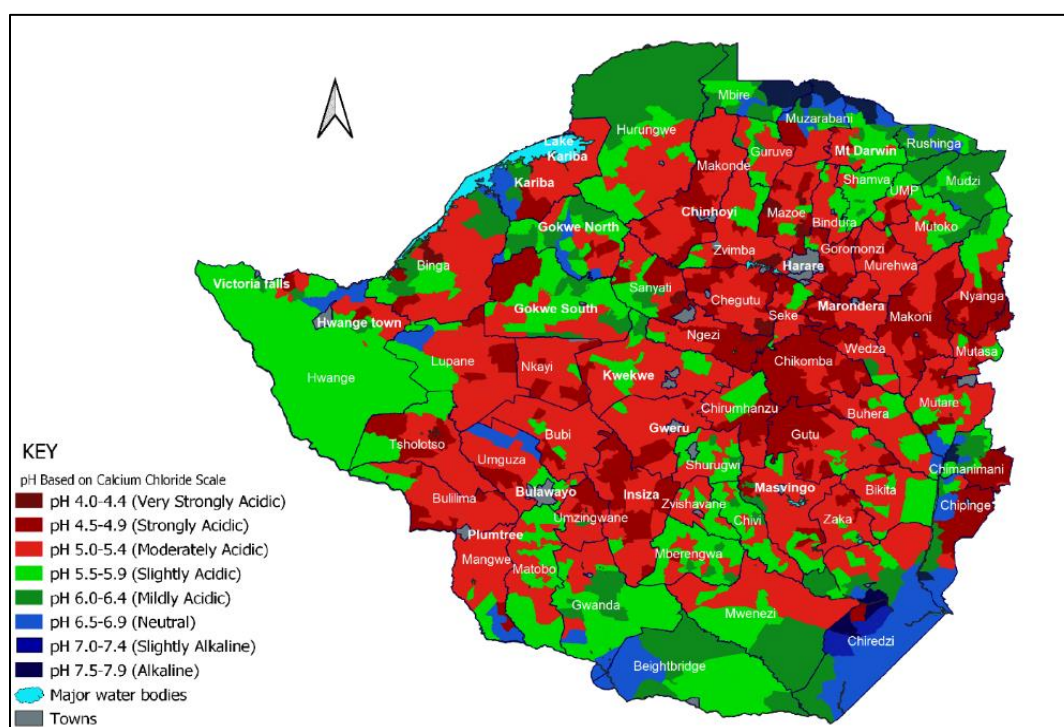 Mbire
Muzarabani
Hurungwe
Rushinga
Lake
Kariba
Guruve
Mt Darwin
Makonde
Shamva
Mudzi
Kariba
UMP
Chinhoyi
Mazoe
Bindura
Mutoko
Gokwe North
Goromonzi
Zvimba
Binga
Harare
Murehwa
Victoria falls
Sanyati
Chegutu
Marondera
Nyanga
Gokwe South
Seke
Makoni
Hwange town
Ngezi
Wedza
Mutasa
Lupane
Nkayi
Chikomba
Hwange
Kwekwe
Chirumhanzu
Buhera
Mutare
Gweru
Gutu
Tsholotso
Bubi
Umguza
Shurugwi
Chimanimani
Bulilima
Bulawayo
Insiza
Masvingo
Bikita
Chiplnge
Zvishavane
Umzingwane
Chivi
Zaka
Plumtree
Mangwe
Matobo
Mberengwa
Gwanda
Mwenezi
Chiredzi
Beightbridge
KEY
pH Based on Calcium Chloride Scale
pH 4.0-4.4 (Very Strongly Acidic)
pH 4.5-4.9 (Strongly Acidic)
pH 5.0-5.4 (Moderately Acidic)
pH 5.5-5.9 (Slightly Acidic)
pH 6.0-6.4 (Mildly Acidic)
pH 6.5-6.9 (Neutral)
pH 7.0-7.4 (Slightly Alkaline)
pH 7.5-7.9 (Alkaline)
Major water bodies
Towns